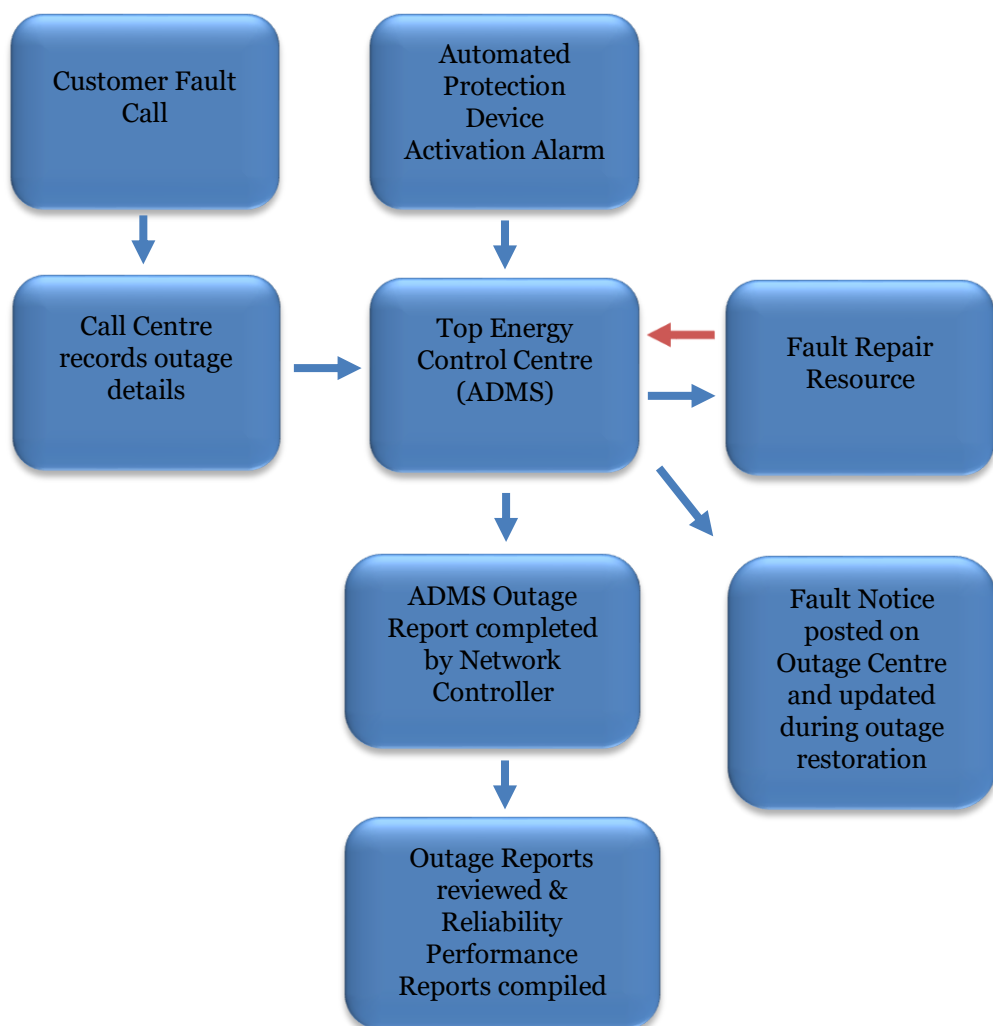 Customer Fault
Call
Automated
Protection
Device
Activation Alarm
Call Centre
records outage
details
Top Energy
Control Centre
(ADMS)
Fault Repair
Resource
ADMS Outage
Report completed
by Network
Controller
Fault Notice
posted on
Outage Centre
and updated
during outage
restoration
Outage Reports
reviewed &
Reliability
Performance
Reports compiled